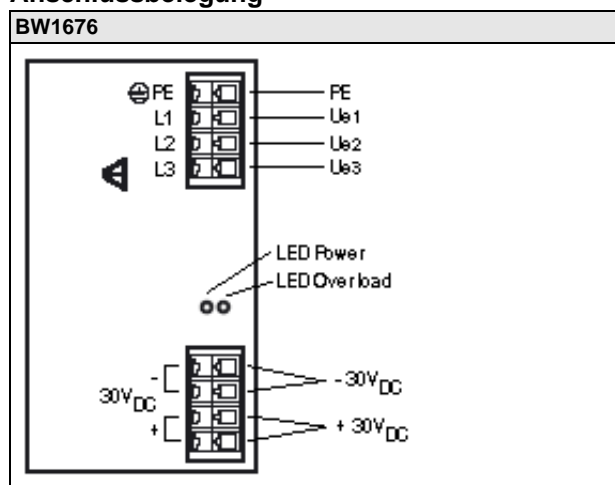 Anschlussbelegung
BW1676
PE PE
L1 Ue1
L2 Ue2
L3 Ue3
LED Power
LED Overload
-
30VDC
+
- 30VDC
+ 30VDC